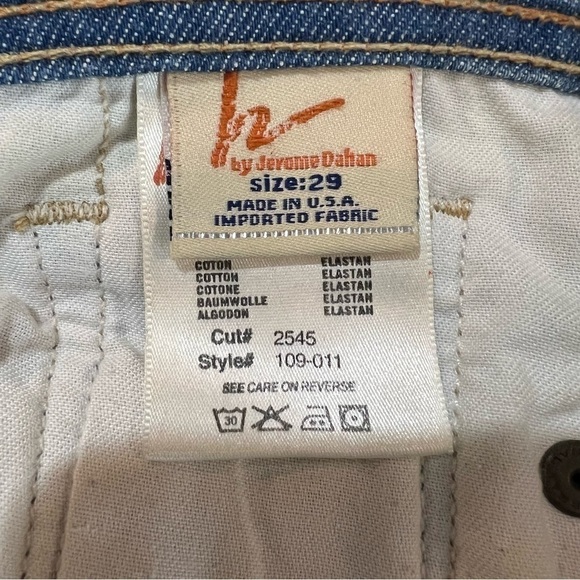 by Jerome Dahan
size:29
MADE IN U.S.A.
IMPORTED FABRIC
COTON ELASTAN
COTTON ELASTAN
COTONE ELASTAN
BAUMWOLLE ELASTAN
ALGODON ELASTAN
Cut# 2545
Style# 109-011
SEE CARE ON REVERSE
30